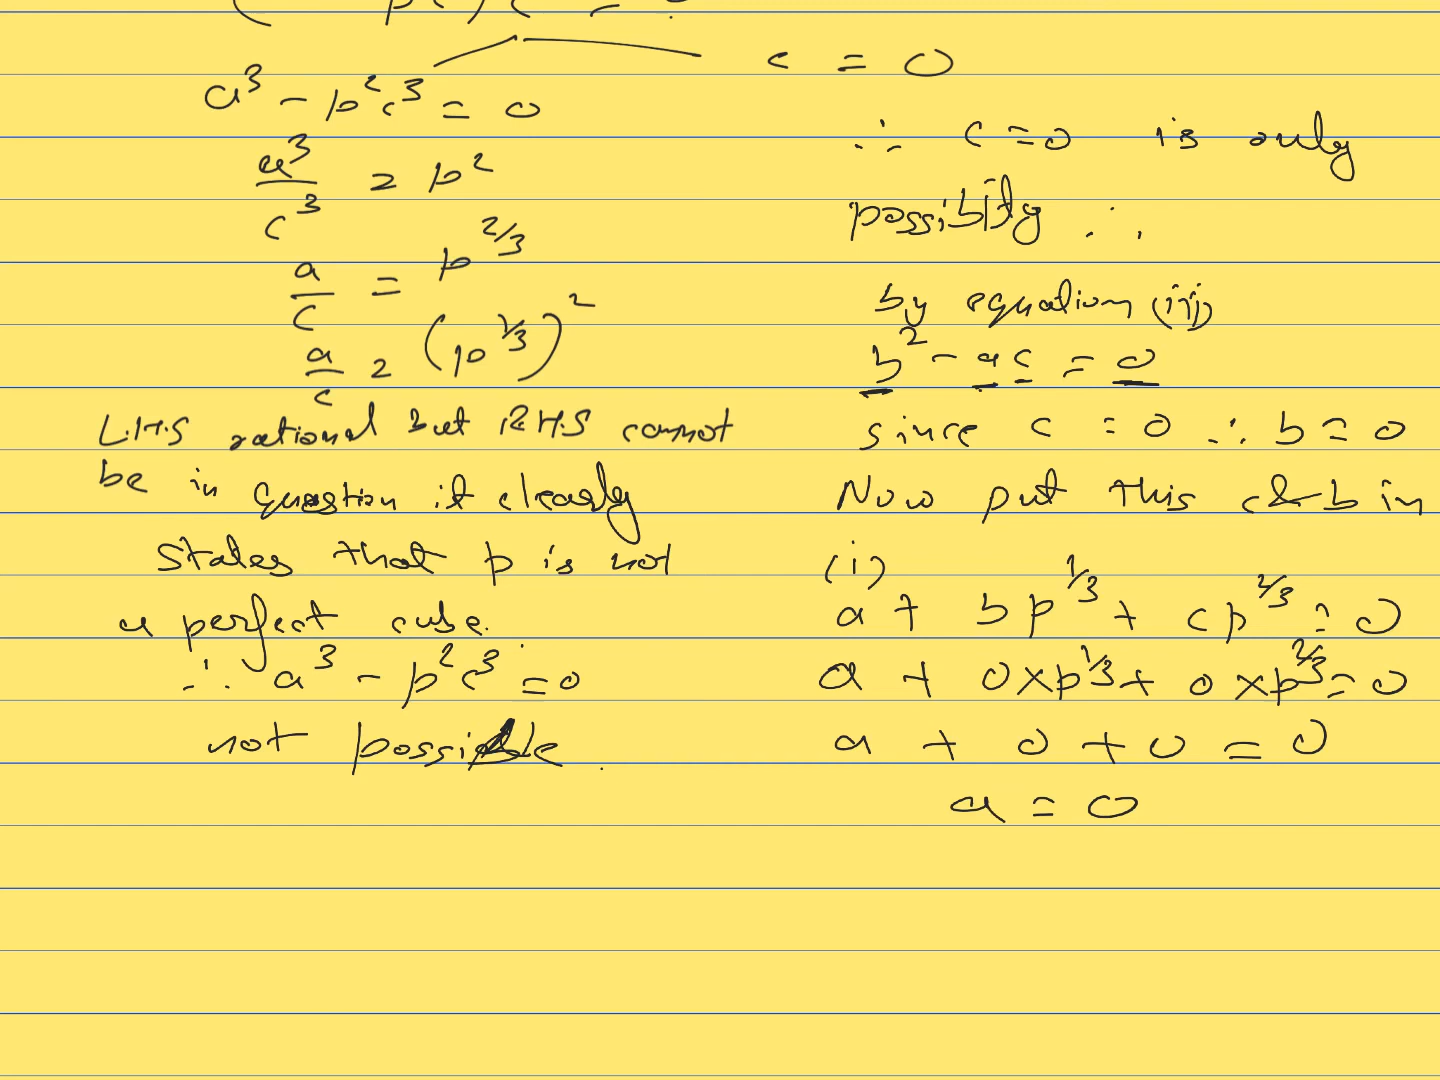 c = 0
a³ - p²c³ = 0
a³/c³ = p²
a/c = p^2/3
a/c = (p^1/3)²
L.H.S rational but R.H.S cannot
be in question it clearly
states that p is not
a perfect cube.
∴ a³ - p²c³ = 0
not possible.
∴ c = 0 is only
possiblity ∴
by equation (iii)
b² - ac = 0
since c = 0 ∴ b = 0
Now put this c & b in
(i)
a + bp^1/3 + cp^2/3 = 0
a + 0×p^1/3 + 0×p^2/3 = 0
a + 0 + 0 = 0
a = 0